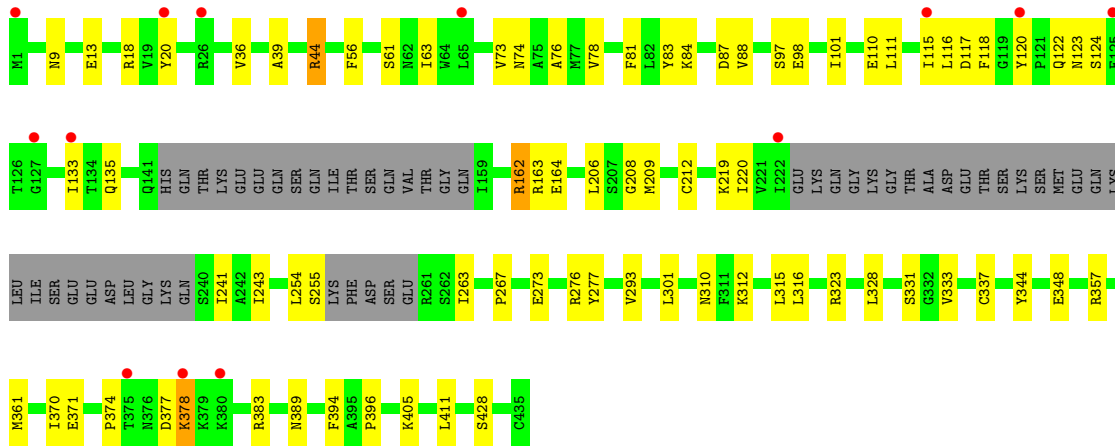 M1 N9 E13 R18 V19 Y20 R26 V36 A39 R44 F56 S61 N62 I63 W64 L65 V73 N74 A75 A76 M77 V78 F81 L82 Y83 K84 D87 V88 S97 E98 I101 E110 L111 I115 L116 D117 F118 G119 Y120 P121 Q122 N123 S124 E125
T126 G127 I133 T134 Q135 Q141 HIS GLN THR LYS GLU GLU GLN SER GLN ILE THR SER GLN VAL THR GLY GLN I159 R162 R163 E164 L206 S207 G208 M209 C212 K219 I220 V221 I222 GLU LYS GLN GLY LYS GLY THR ALA ASP GLU THR SER LYS SER MET GLU GLN LYS
LEU ILE SER GLU GLU ASP LEU GLY LYS GLN S240 I241 A242 I243 L254 S255 LYS PHE ASP SER GLU R261 S262 I263 P267 E273 R276 Y277 V293 L301 N310 F311 K312 L315 L316 R323 L328 S331 G332 V333 C337 Y344 E348 R357
M361 I370 E371 P374 T375 N376 D377 K378 K379 K380 R383 N389 F394 A395 P396 K405 L411 S428 C435